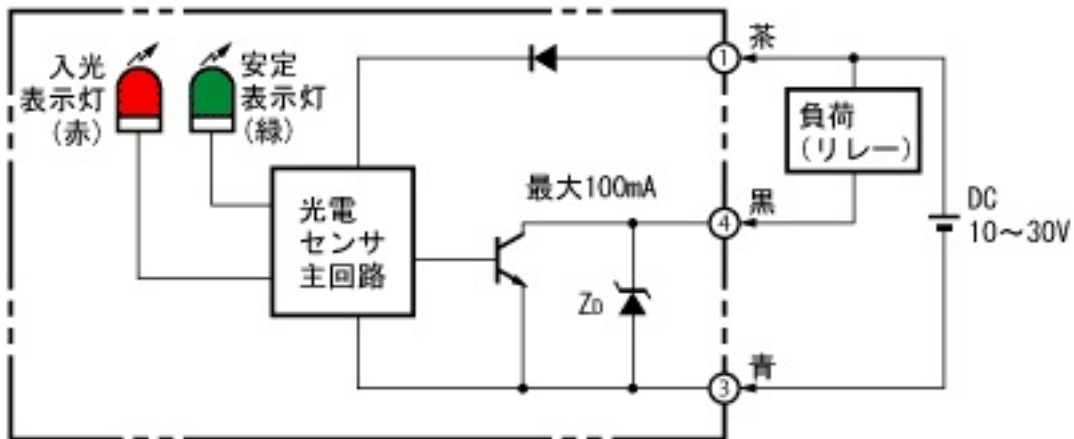 入光
表示灯
(赤)
安定
表示灯
(緑)
光電
センサ
主回路
最大100mA
ZD
①
茶
負荷
(リレー)
④
黒
DC
10～30V
③
青